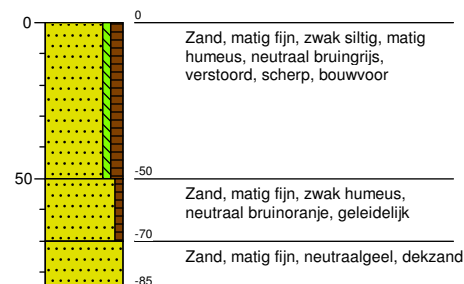 0
0
Zand, matig fijn, zwak siltig, matig
humeus, neutraal bruingrijs,
verstoord, scherp, bouwvoor
50
-50
Zand, matig fijn, zwak humeus,
neutraal bruinoranje, geleidelijk
-70
Zand, matig fijn, neutraalgeel, dekzand
-85